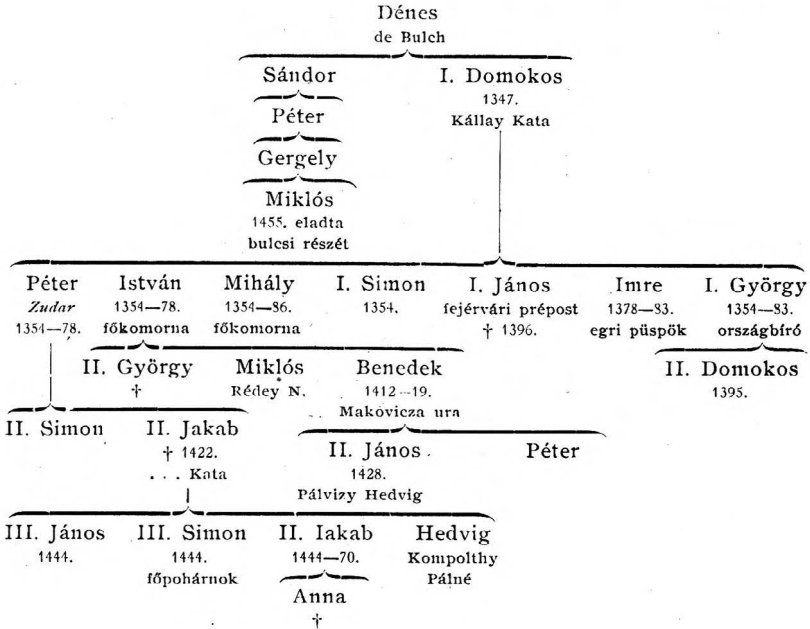 Dénes
de Bulch
Sándor I. Domokos
1347.
Péter Kállay Kata
Gergely
Miklós
1455. eladta
bulcsi részét
Péter István Mihály I. Simon I. János Imre I. György
Zudar 1354—78. 1354—86. 1354. fejérvári prépost 1378—83. 1354—83.
1354—78. főkomorna főkomorna † 1396. egri püspök országbíró
II. György Miklós Benedek II. Domokos
† Rédey N. 1412—19. 1395.
Makovicza ura
II. Simon II. Jakab II. János Péter
† 1422. 1428.
. . . Kata Pálvizy Hedvig
III. János III. Simon II. Iakab Hedvig
1444. 1444. 1444—70. Kompolthy
főpohárnok Pálné
Anna
†